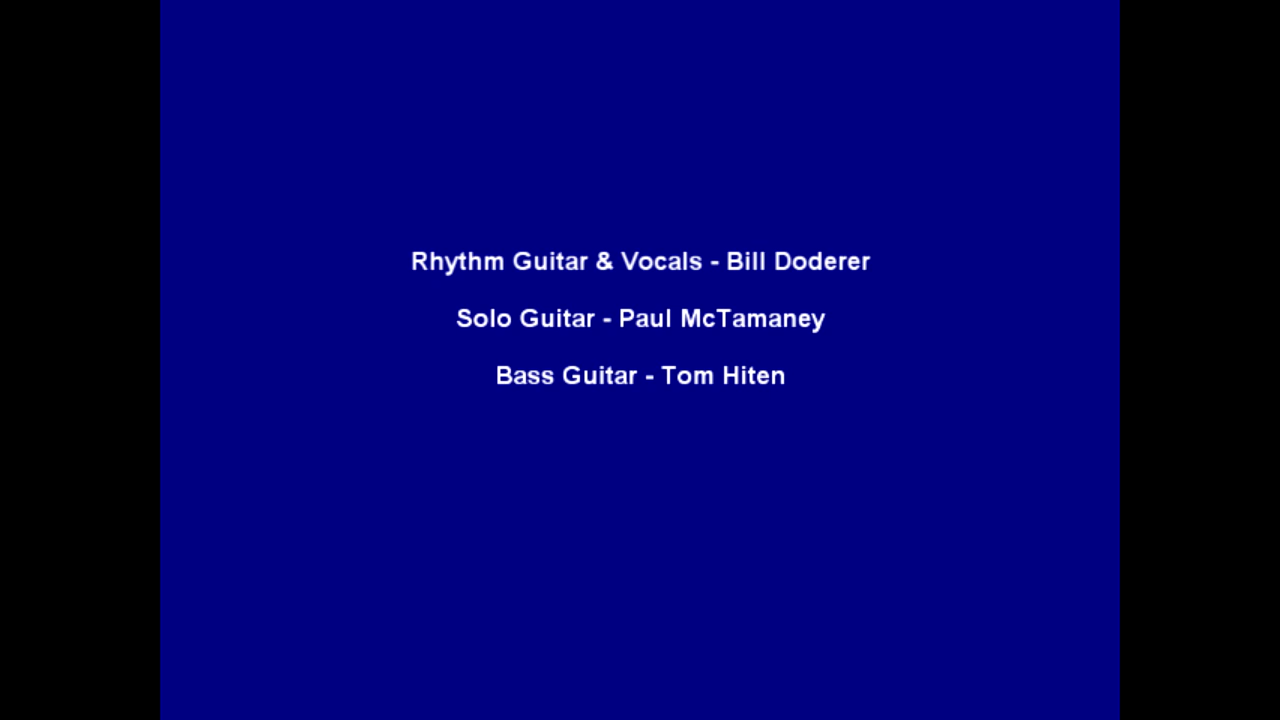 Rhythm Guitar & Vocals - Bill Doderer
Solo Guitar - Paul McTamaney
Bass Guitar - Tom Hiten